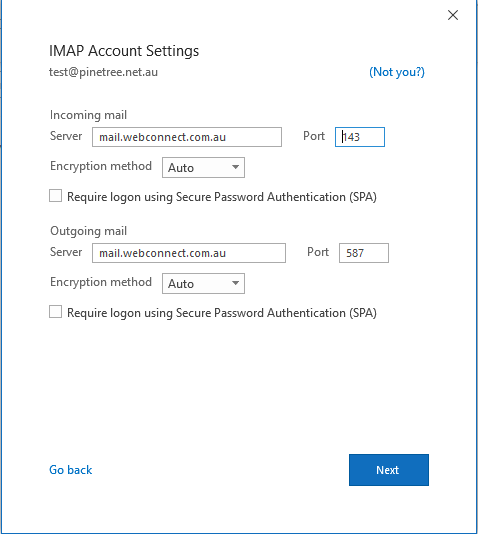 IMAP Account Settings
test@pinetree.net.au (Not you?)
Incoming mail
Server mail.webconnect.com.au Port 143
Encryption method Auto
Require logon using Secure Password Authentication (SPA)
Outgoing mail
Server mail.webconnect.com.au Port 587
Encryption method Auto
Require logon using Secure Password Authentication (SPA)
Go back Next